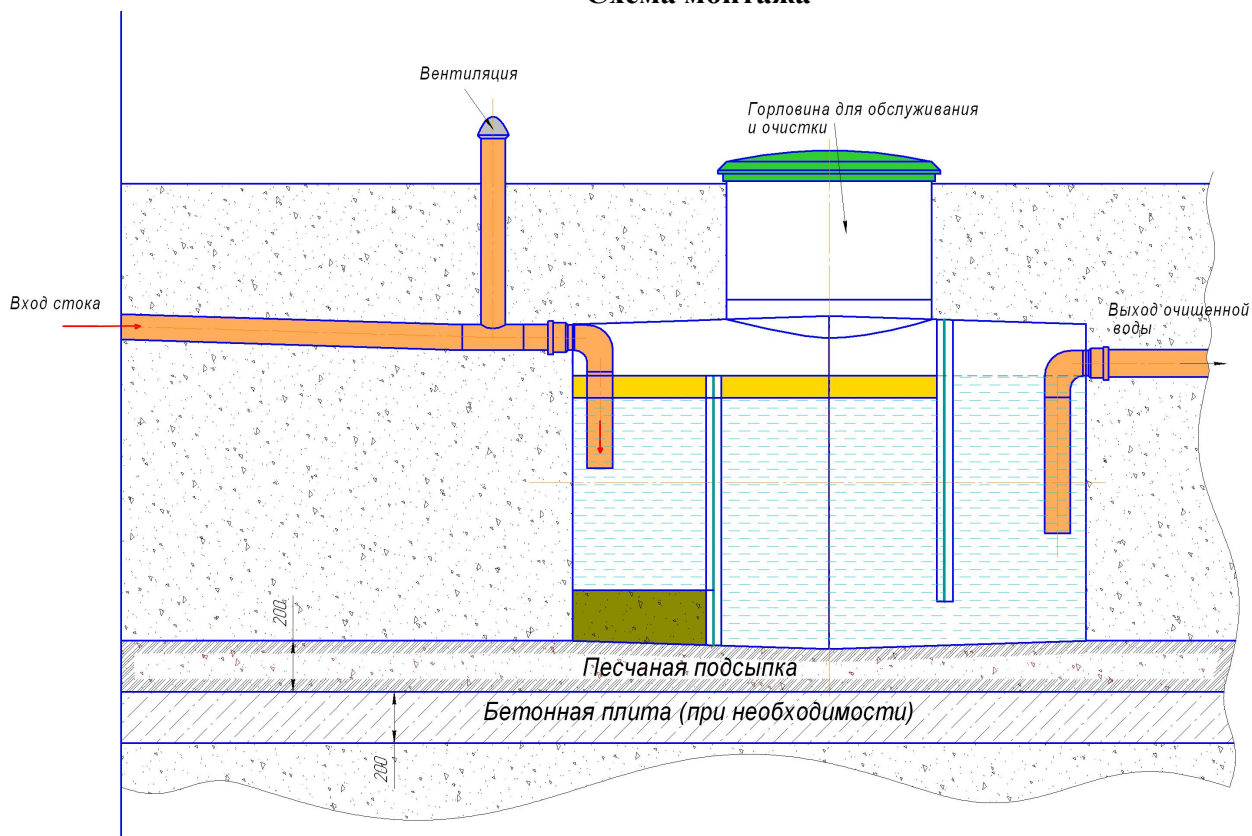 Схема монтажа
Вентиляция
Горловина для обслуживания
и очистки
Вход стока
Выход очищенной
воды
200
Песчаная подсыпка
Бетонная плита (при необходимости)
200